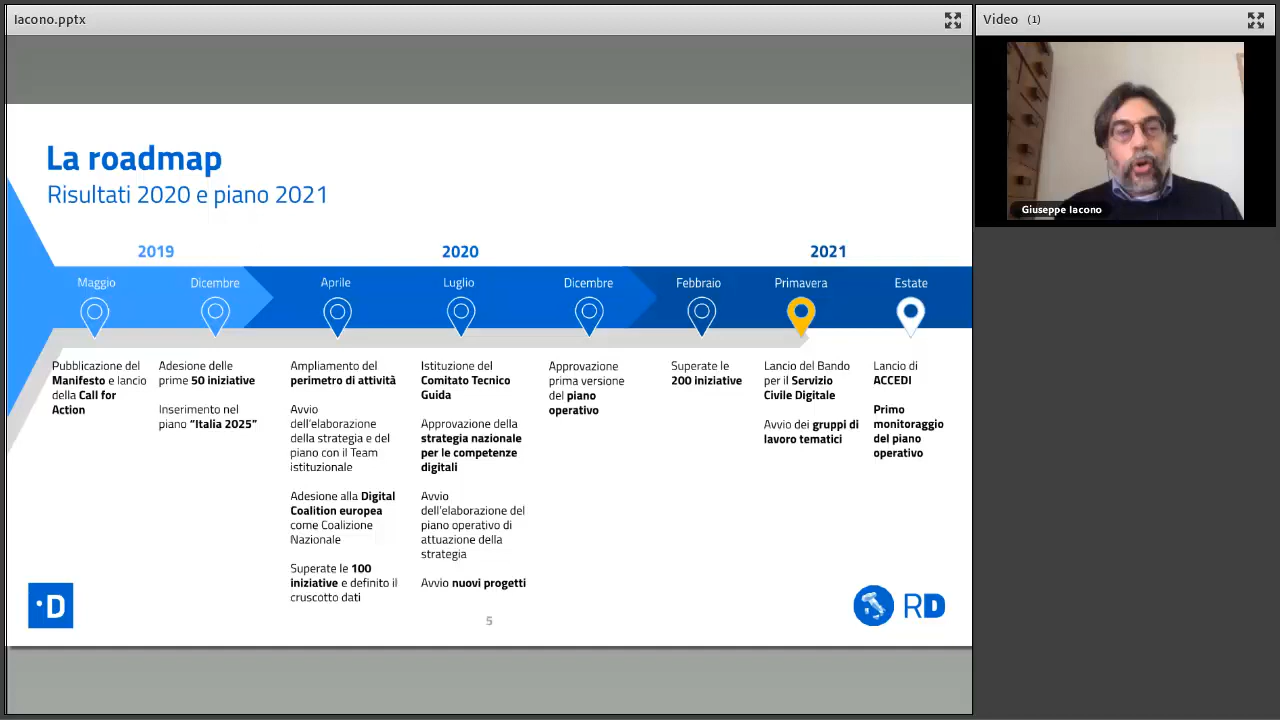 Iacono.pptx
Video (1)
Giuseppe Iacono
La roadmap
Risultati 2020 e piano 2021
2019
2020
2021
Maggio
Dicembre
Aprile
Luglio
Dicembre
Febbraio
Primavera
Estate
Pubblicazione del
Manifesto e lancio
della Call for
Action
Adesione delle
prime 50 iniziative
Inserimento nel
piano “Italia 2025”
Ampliamento del
perimetro di attività
Avvio
dell’elaborazione
della strategia e del
piano con il Team
istituzionale
Adesione alla Digital
Coalition europea
come Coalizione
Nazionale
Superate le 100
iniziative e definito il
cruscotto dati
Istituzione del
Comitato Tecnico
Guida
Approvazione della
strategia nazionale
per le competenze
digitali
Avvio
dell’elaborazione del
piano operativo di
attuazione della
strategia
Avvio nuovi progetti
Approvazione
prima versione
del piano
operativo
Superate le
200 iniziative
Lancio del Bando
per il Servizio
Civile Digitale
Avvio dei gruppi di
lavoro tematici
Lancio di
ACCEDI
Primo
monitoraggio
del piano
operativo
·D
5
RD